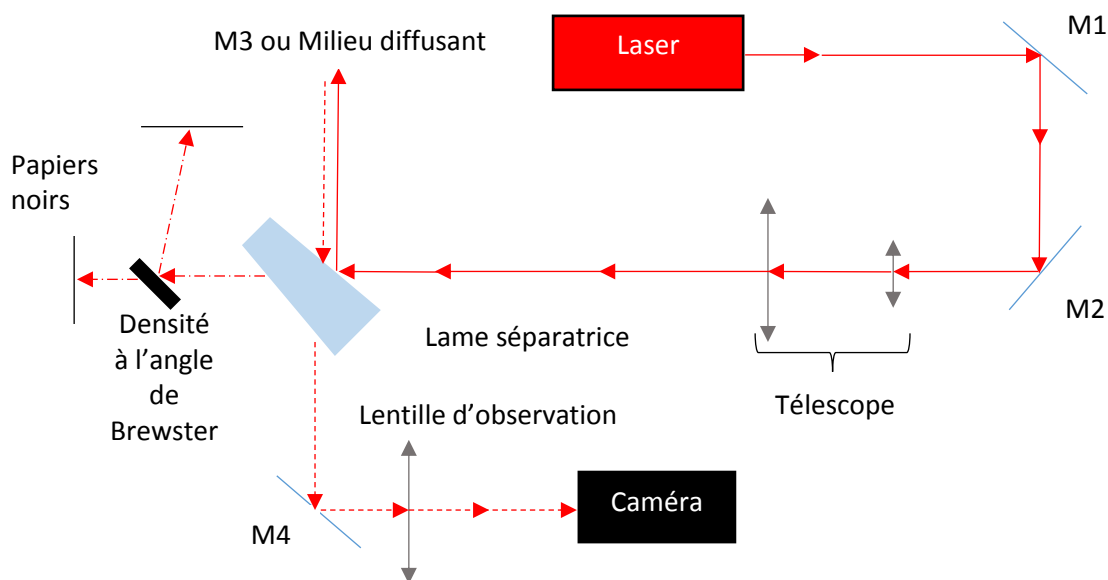 M3 ou Milieu diffusant
Laser
M1
Papiers
noirs
M2
Densité
à l'angle
de
Brewster
Lame séparatrice
Télescope
Lentille d'observation
Caméra
M4